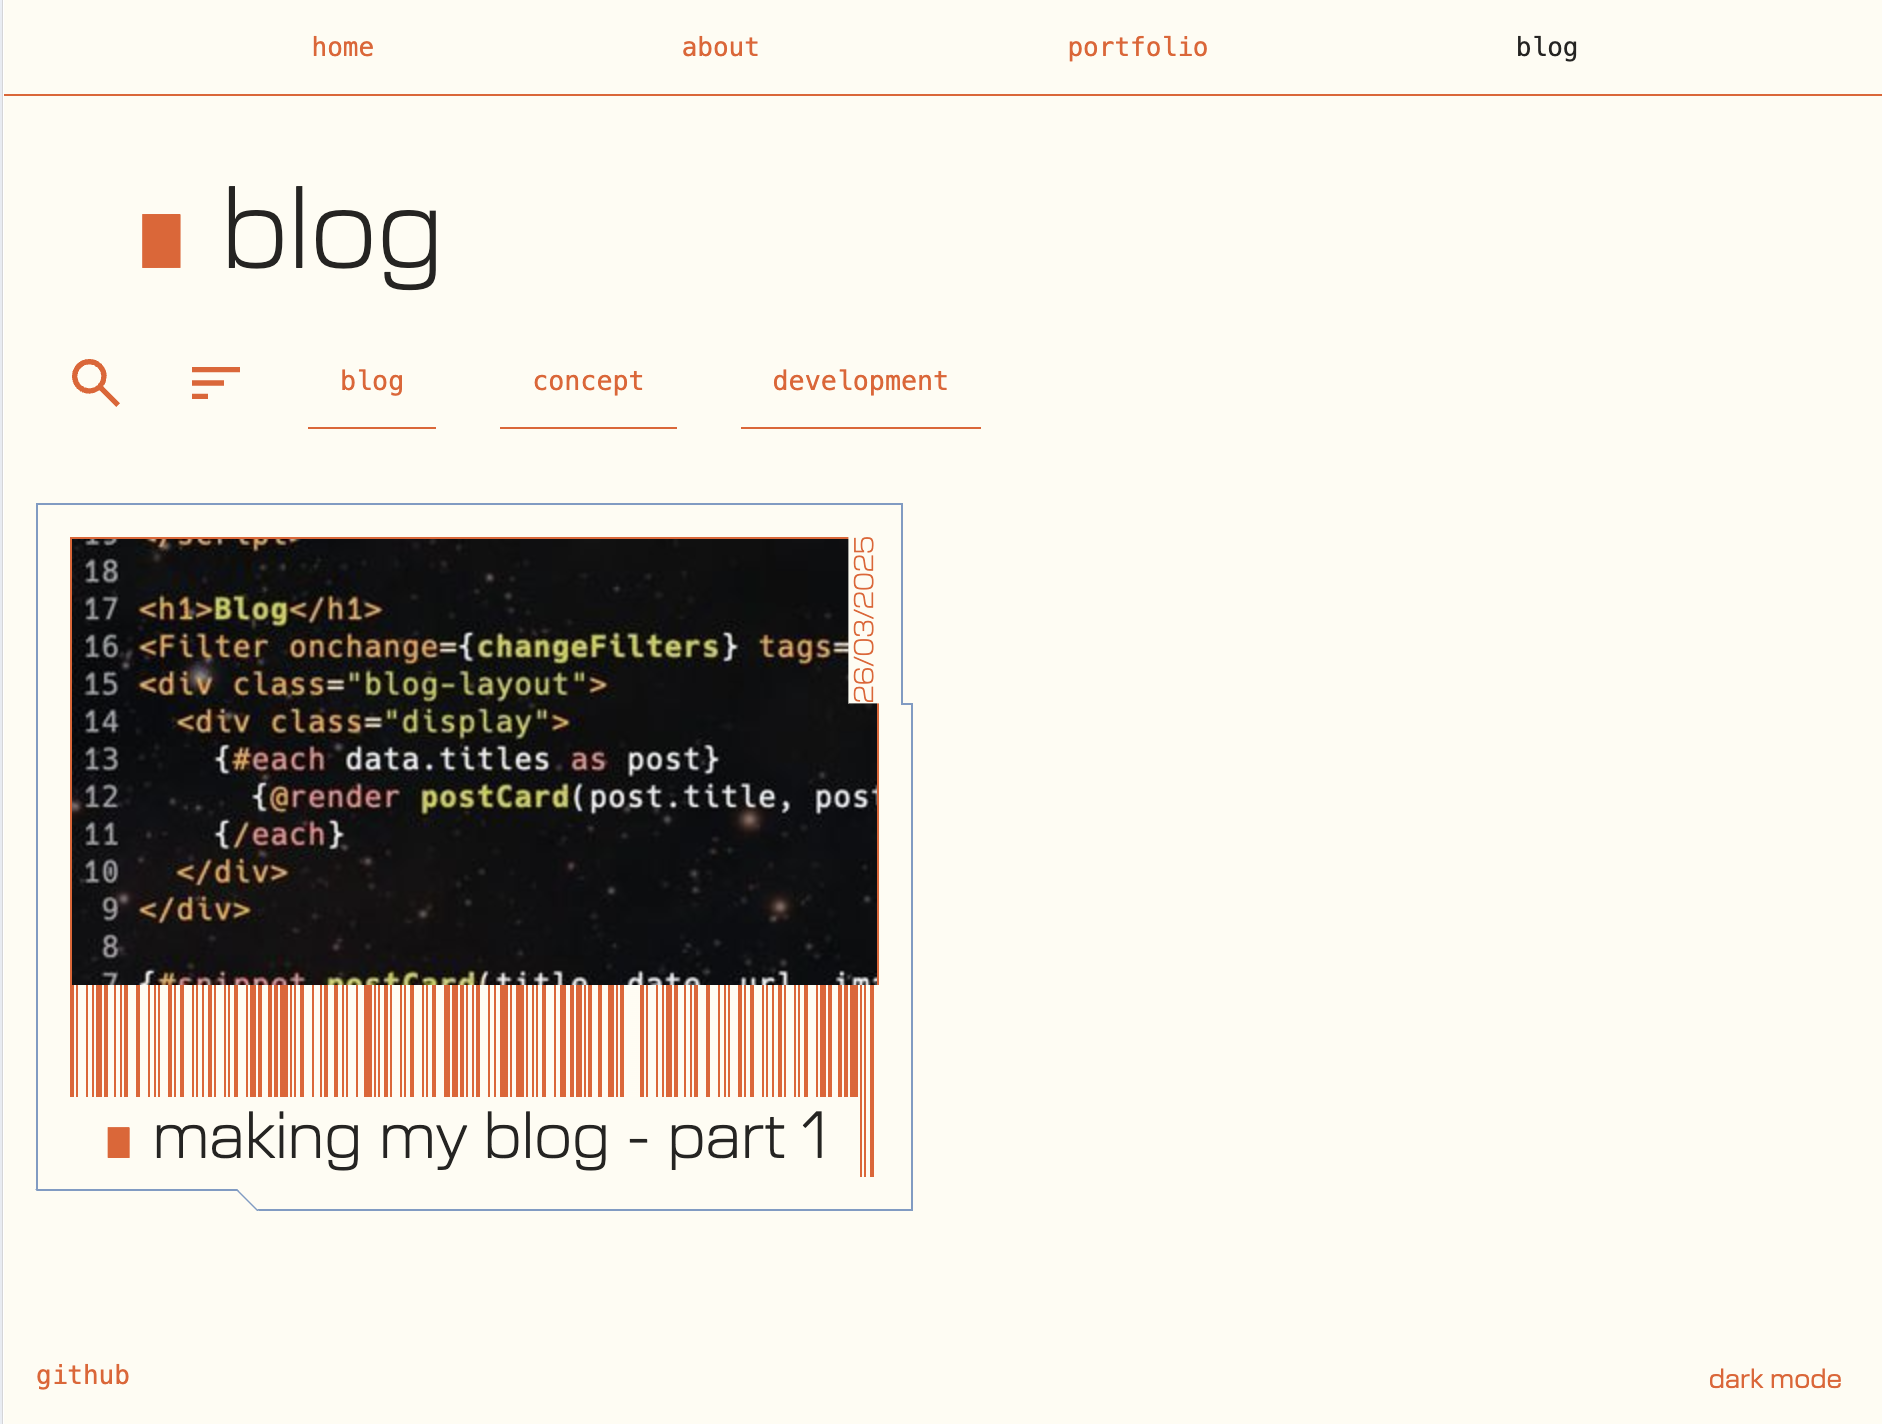 home about portfolio blog
blog
blog concept development
26/03/2025
19 </script>
18
17 <h1>Blog</h1>
16 <Filter onchange={changeFilters} tags=
15 <div class="blog-layout">
14 <div class="display">
13 {#each data.titles as post}
12 {@render postCard(post.title, post
11 {/each}
10 </div>
9 </div>
8
7 {#snippet postCard(title, date, url, im
making my blog - part 1
github
dark mode